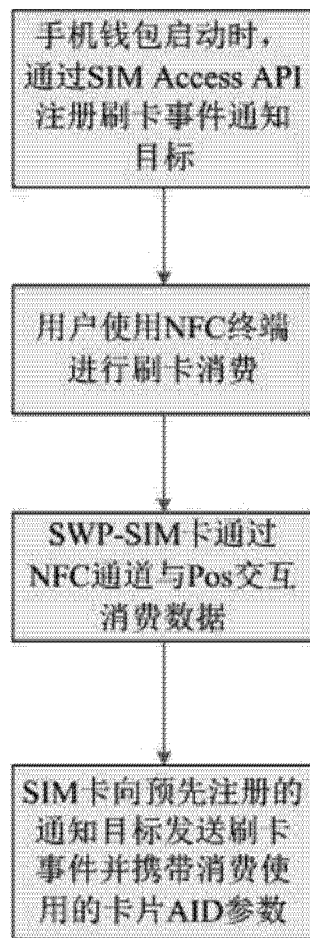 手机钱包启动时，
通过SIM Access API
注册刷卡事件通知
目标
用户使用NFC终端
进行刷卡消费
SWP-SIM卡通过
NFC通道与Pos交互
消费数据
SIM卡向预先注册的
通知目标发送刷卡
事件并携带消费使
用的卡片AID参数